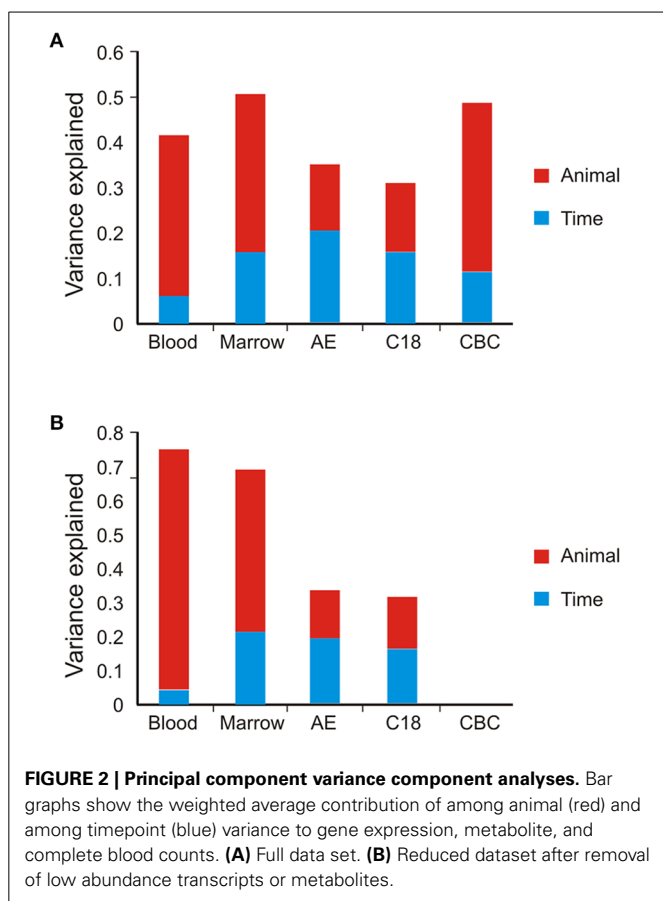 A
0.6
0.5
0.4
0.3
0.2
0.1
0
Variance explained
Animal
Time
Blood Marrow AE C18 CBC
B
0.8
0.7
0.6
0.5
0.4
0.3
0.2
0.1
0
Variance explained
Animal
Time
Blood Marrow AE C18 CBC
FIGURE 2 | Principal component variance component analyses. Bar
graphs show the weighted average contribution of among animal (red) and
among timepoint (blue) variance to gene expression, metabolite, and
complete blood counts. (A) Full data set. (B) Reduced dataset after removal
of low abundance transcripts or metabolites.